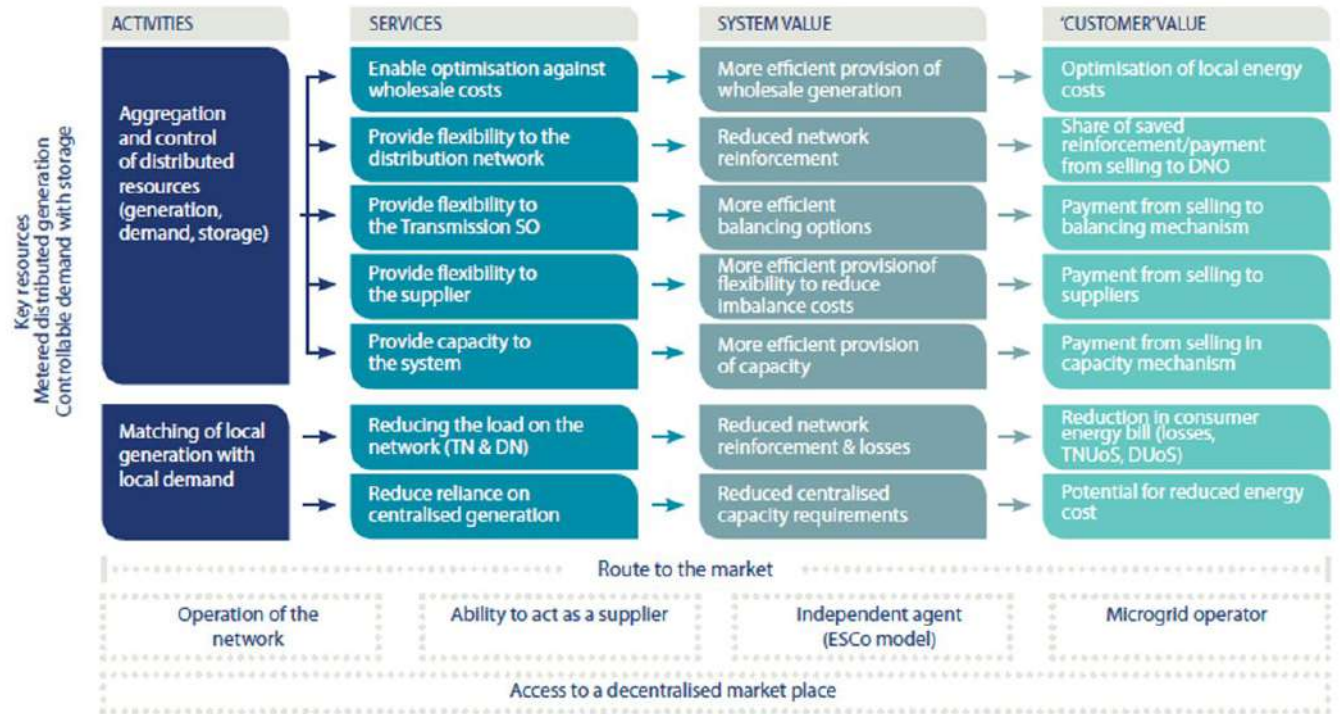 ACTIVITIES
SERVICES
SYSTEM VALUE
'CUSTOMER' VALUE
Key resources
Metered distributed generation
Controllable demand with storage
Aggregation
and control
of distributed
resources
(generation,
demand, storage)
Enable optimisation against
wholesale costs
More efficient provision of
wholesale generation
Optimisation of local energy
costs
Provide flexibility to the
distribution network
Reduced network
reinforcement
Share of saved
reinforcement/payment
from selling to DNO
Provide flexibility to
the Transmission SO
More efficient
balancing options
Payment from selling to
balancing mechanism
Provide flexibility to
the supplier
More efficient provisionof
flexibility to reduce
imbalance costs
Payment from selling to
suppliers
Provide capacity to
the system
More efficient provision
of capacity
Payment from selling in
capacity mechanism
Matching of local
generation with
local demand
Reducing the load on the
network (TN & DN)
Reduced network
reinforcement & losses
Reduction in consumer
energy bill (losses,
TNUoS, DUoS)
Reduce reliance on
centralised generation
Reduced centralised
capacity requirements
Potential for reduced energy
cost
Route to the market
Operation of the
network
Ability to act as a supplier
Independent agent
(ESCo model)
Microgrid operator
Access to a decentralised market place